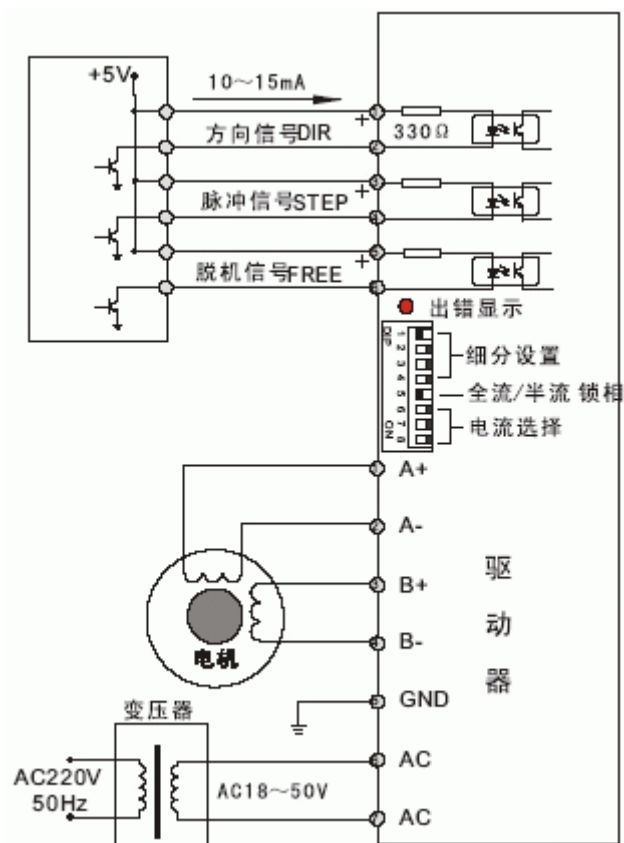 +5V
10～15mA
+
330Ω
方向信号DIR
+
脉冲信号STEP
+
脱机信号FREE
出错显示
DIP
1
2
3
4
5
6
7
8
ON
细分设置
全流/半流 锁相
电流选择
A+
A-
B+
B-
电机
驱动器
GND
变压器
AC220V
50Hz
AC18～50V
AC
AC